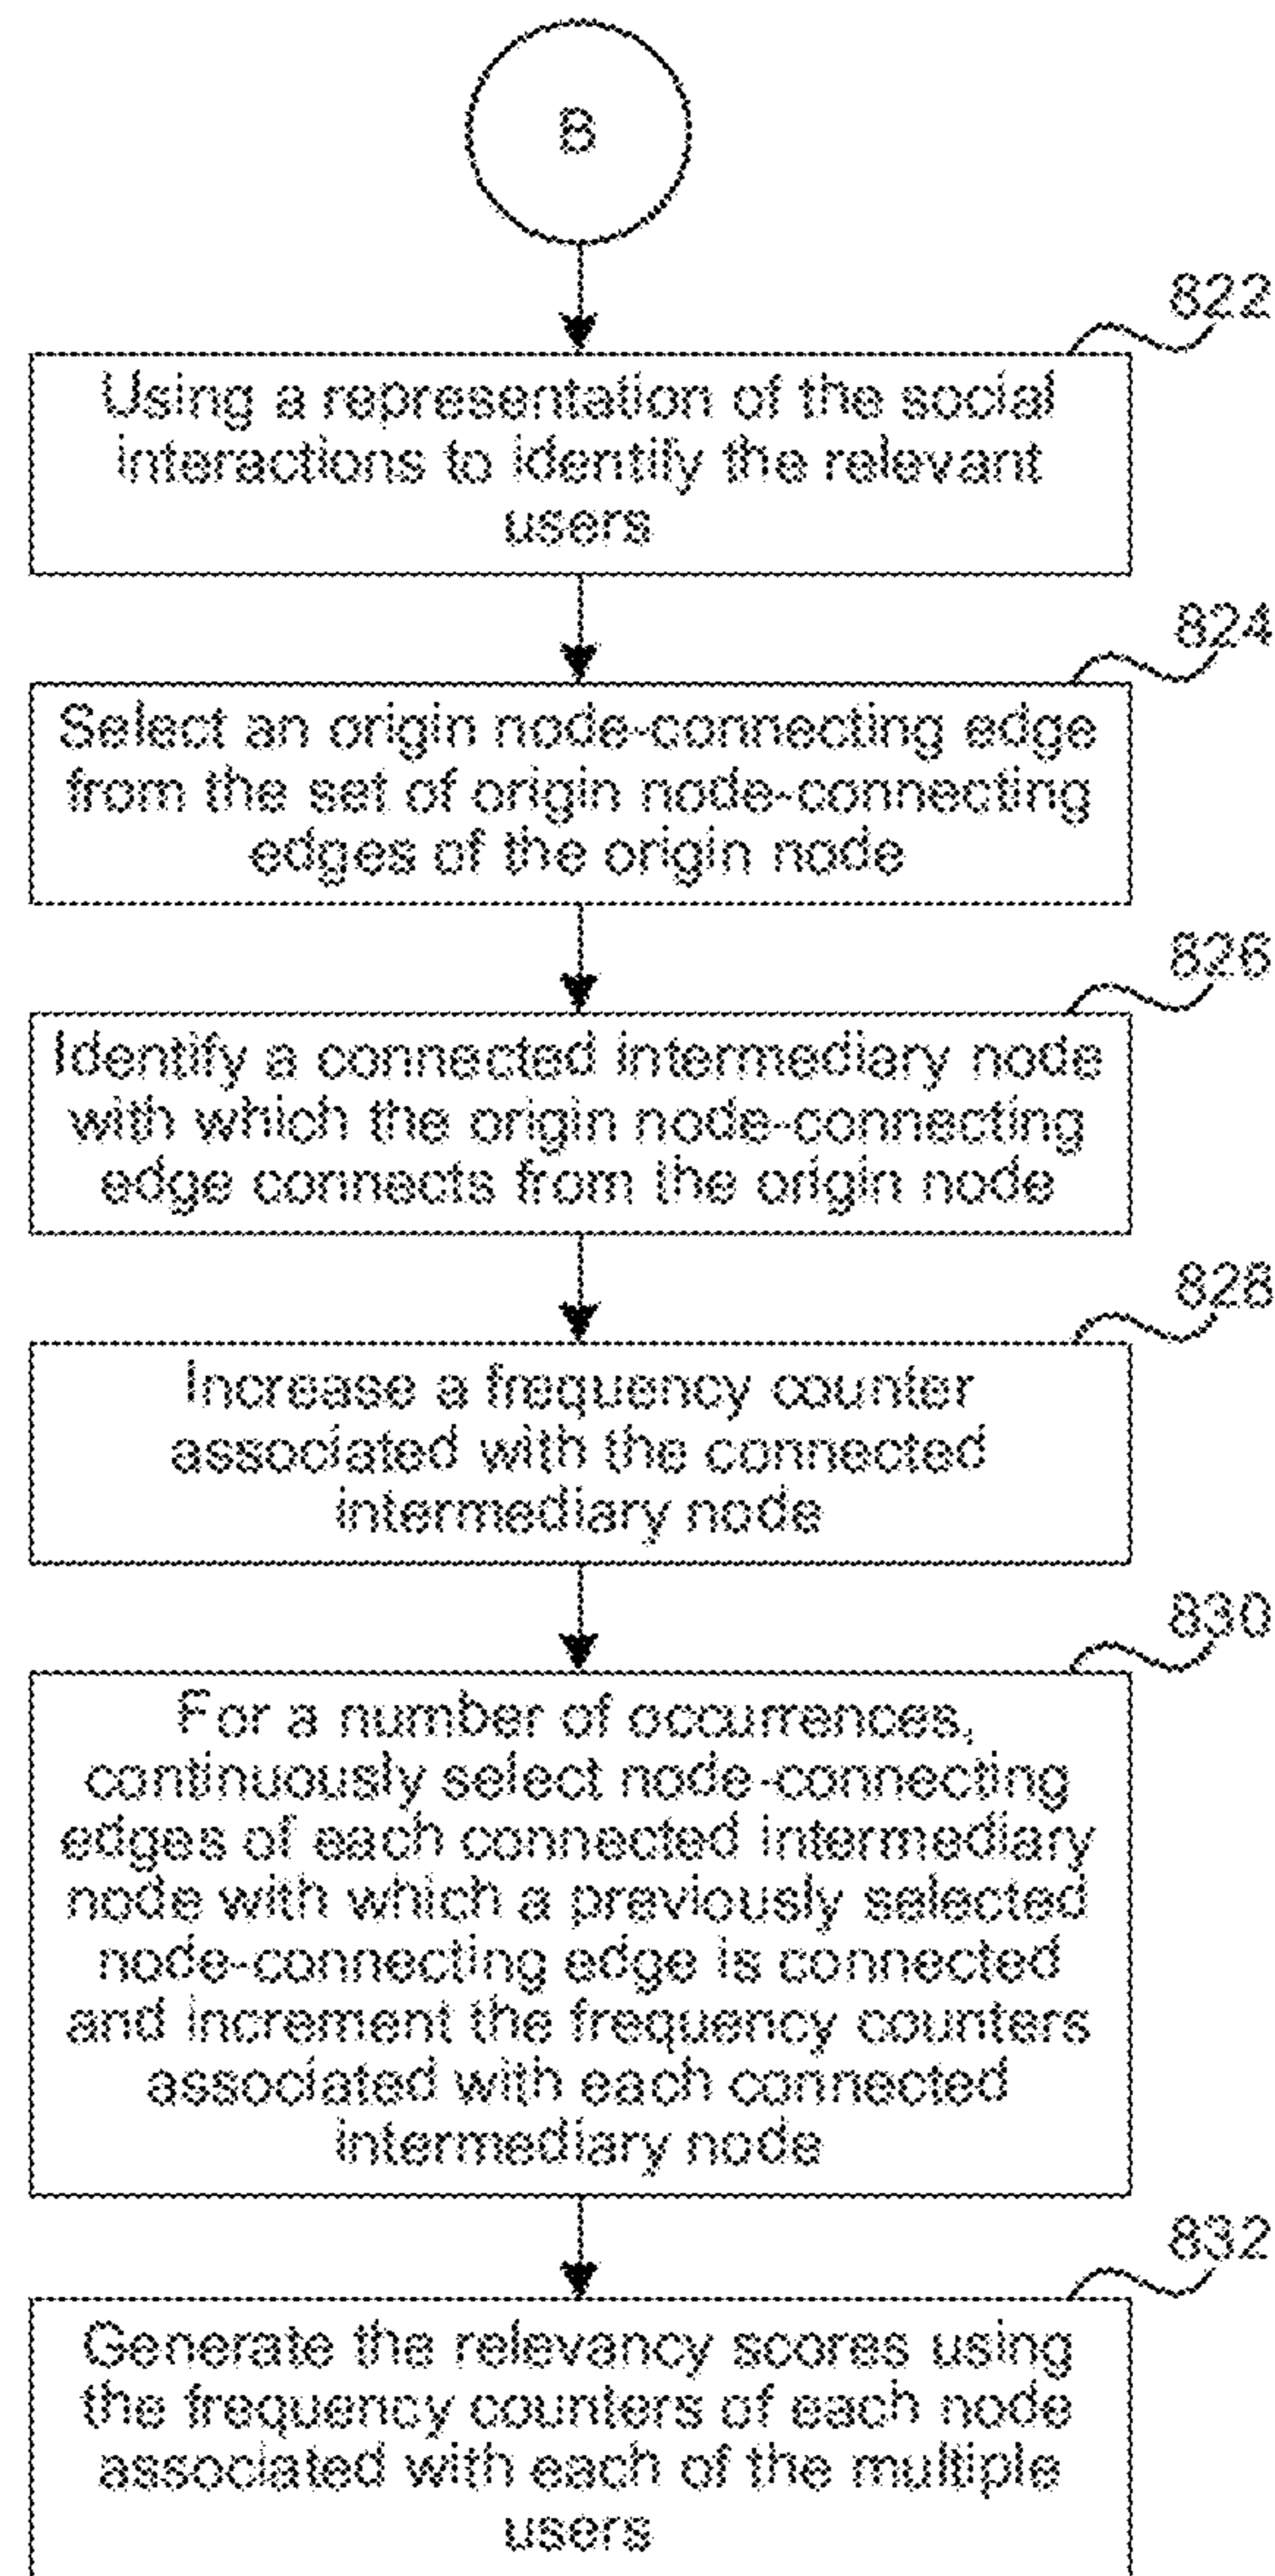 B
822
Using a representation of the social
interactions to identify the relevant
users
824
Select an origin node-connecting edge
from the set of origin node-connecting
edges of the origin node
826
Identify a connected intermediary node
with which the origin node-connecting
edge connects from the origin node
828
Increase a frequency counter
associated with the connected
intermediary node
830
For a number of occurrences,
continuously select node-connecting
edges of each connected intermediary
node with which a previously selected
node-connecting edge is connected
and increment the frequency counters
associated with each connected
intermediary node
832
Generate the relevancy scores using
the frequency counters of each node
associated with each of the multiple
users